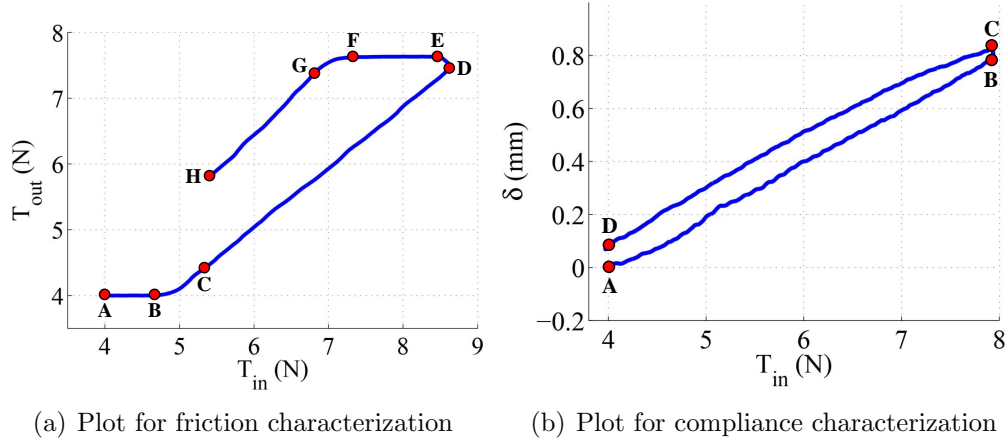 8
7
6
5
4
T_out (N)
A
B
C
D
E
F
G
H
4
5
6
7
8
9
T_in (N)
(a) Plot for friction characterization
0.8
0.6
0.4
0.2
0
−0.2
δ (mm)
C
B
D
A
4
5
6
7
8
T_in (N)
(b) Plot for compliance characterization